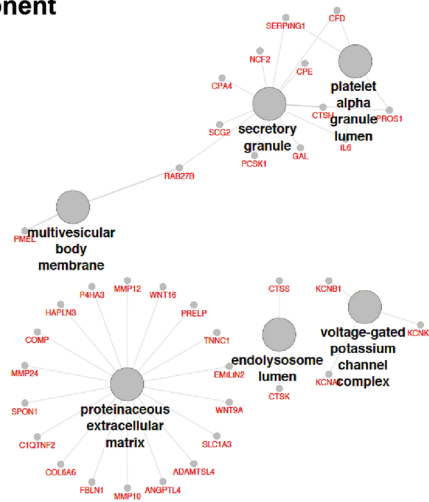 onent
CFD
SERPING1
NCF2
CPE
CPA4
platelet
alpha
granule
lumen
CTSH
PROS1
secretory
granule
SCG2
IL6
GAL
PCSK1
RAB27B
PMEL
multivesicular
body
membrane
CTSS
KCNB1
MMP12
P4HA3
WNT16
HAPLN3
PRELP
COMP
TNNC1
KCNK
voltage-gated
potassium
channel
complex
endolysosome
lumen
MMP24
EMILIN2
KCNA
CTSK
SPON1
WNT9A
proteinaceous
extracellular
matrix
C1QTNF2
SLC1A3
COL6A6
ADAMTSL4
FBLN1
MMP10
ANGPTL4